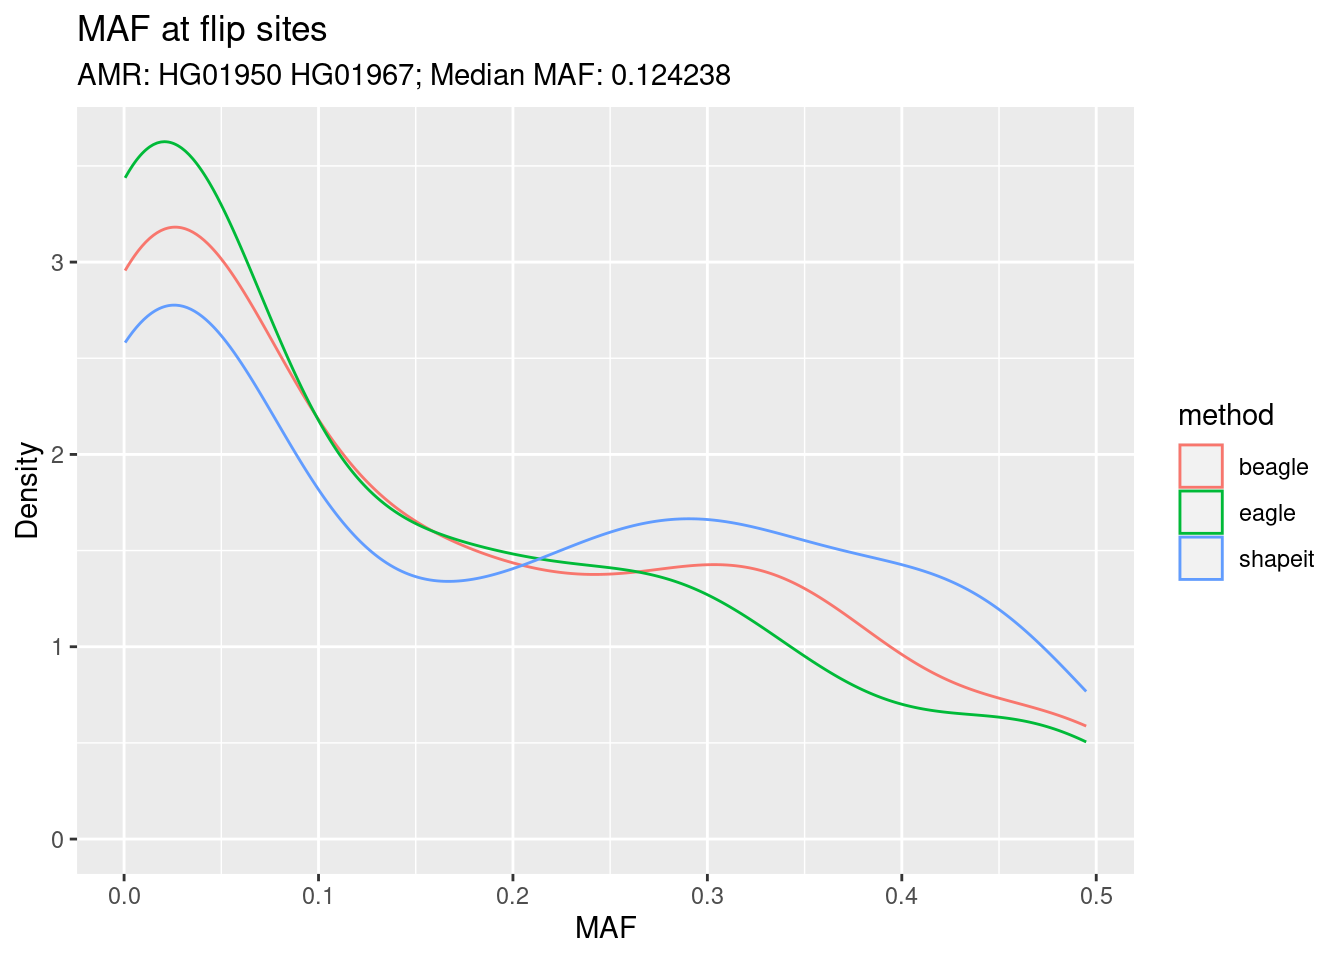 MAF at flip sites
AMR: HG01950 HG01967; Median MAF: 0.124238
3
2
1
0
Density
0.0 0.1 0.2 0.3 0.4 0.5
MAF
method
beagle
eagle
shapeit